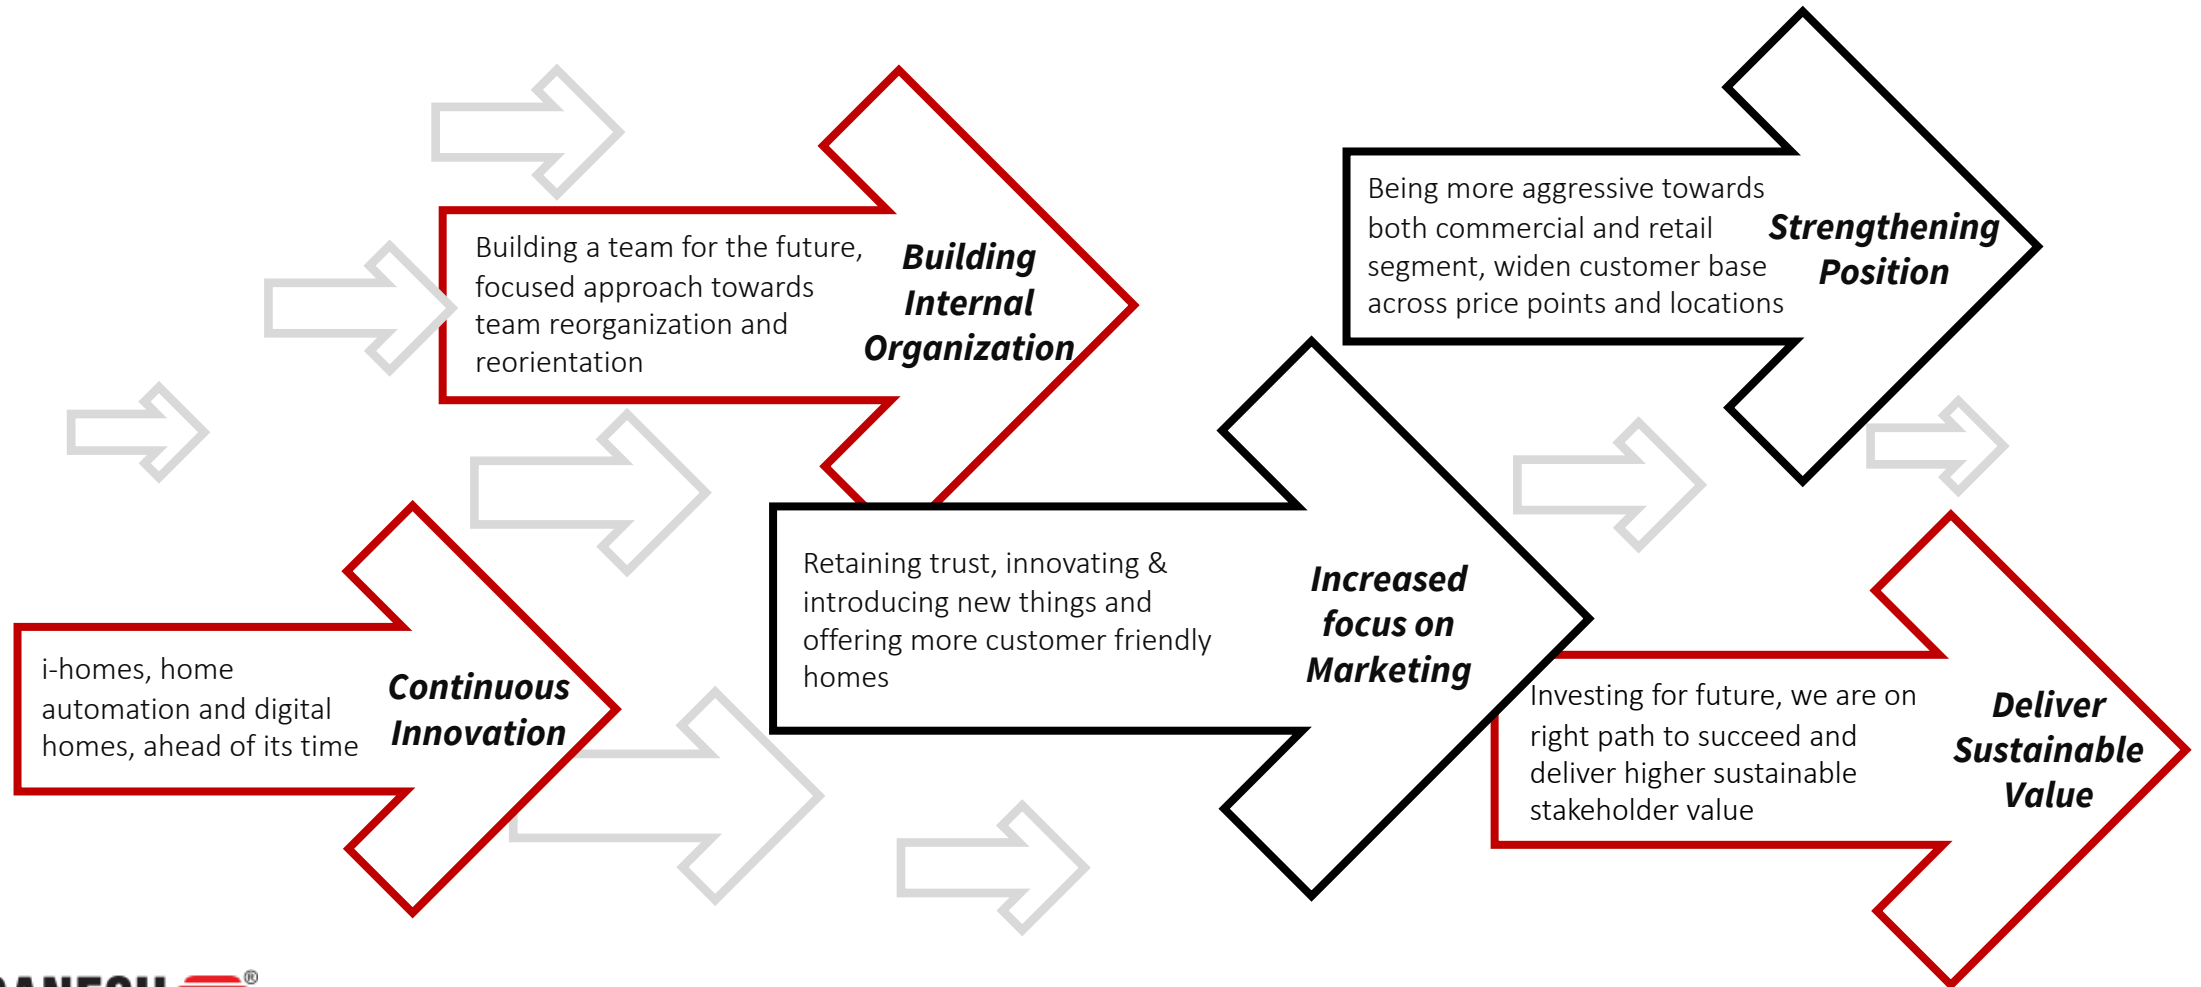 Building a team for the future,
focused approach towards
team reorganization and
reorientation
Building
Internal
Organization
Being more aggressive towards
both commercial and retail
segment, widen customer base
across price points and locations
Strengthening
Position
i-homes, home
automation and digital
homes, ahead of its time
Continuous
Innovation
Retaining trust, innovating &
introducing new things and
offering more customer friendly
homes
Increased
focus on
Marketing
Investing for future, we are on
right path to succeed and
deliver higher sustainable
stakeholder value
Deliver
Sustainable
Value